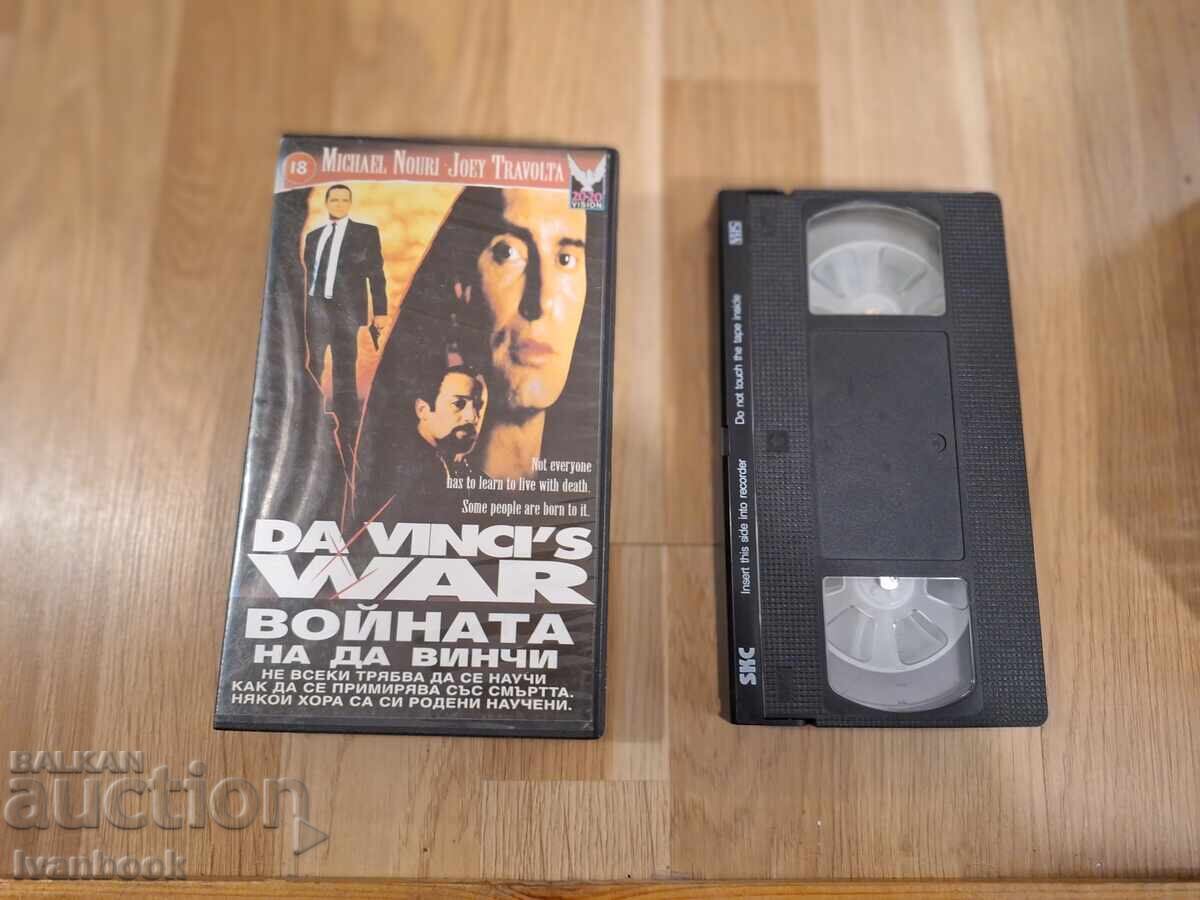 18 MICHAEL NOURI · JOEY TRAVOLTA
20·20
VISION
Not everyone
has to learn to live with death.
Some people are born to it.
DA VINCI'S
WAR
ВОЙНАТА
НА ДА ВИНЧИ
НЕ ВСЕКИ ТРЯБВА ДА СЕ НАУЧИ
КАК ДА СЕ ПРИМИРЯВА СЪС СМЪРТТА.
НЯКОИ ХОРА СА СИ РОДЕНИ НАУЧЕНИ.
VHS
SKC Insert this side into recorder Do not touch the tape inside
BALKAN
auction
Ivanbook